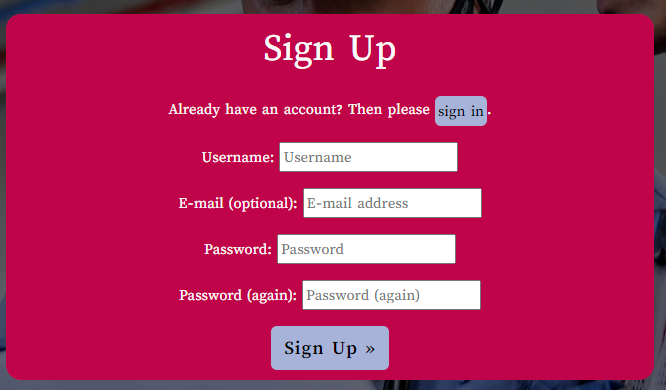 Sign Up
Already have an account? Then please sign in.
Username: Username
E-mail (optional): E-mail address
Password: Password
Password (again): Password (again)
Sign Up »